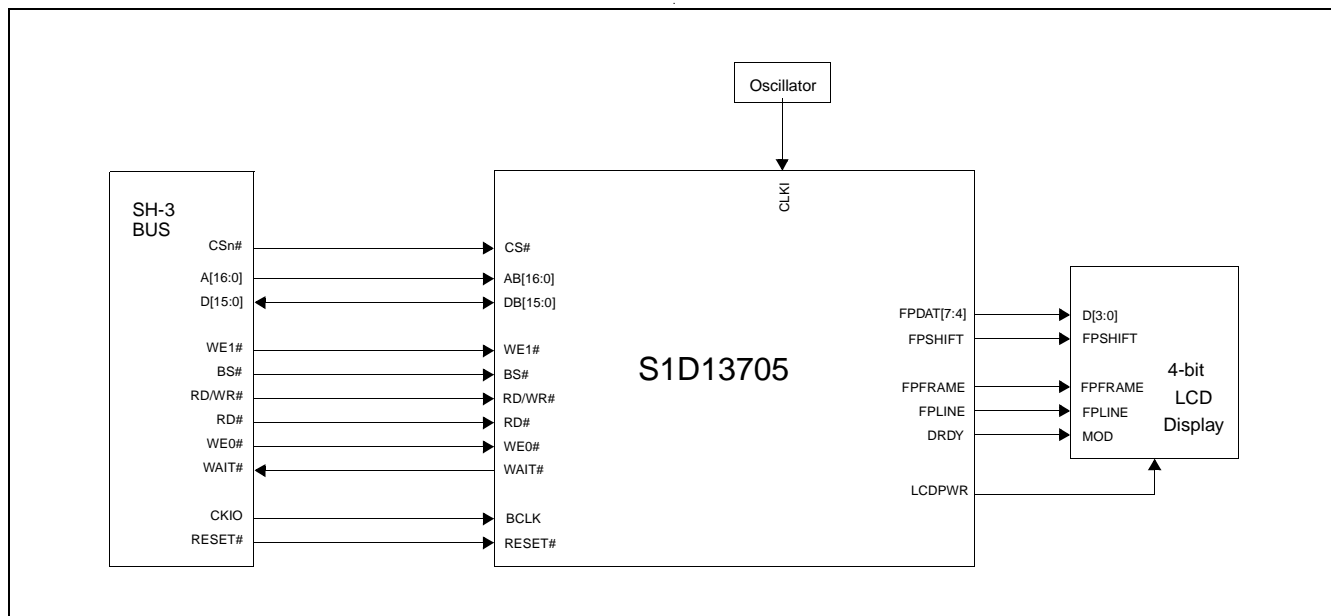 Oscillator
CLKI
SH-3
BUS
CSn#
A[16:0]
D[15:0]
WE1#
BS#
RD/WR#
RD#
WE0#
WAIT#
CKIO
RESET#
CS#
AB[16:0]
DB[15:0]
WE1#
BS#
RD/WR#
RD#
WE0#
WAIT#
BCLK
RESET#
S1D13705
FPDAT[7:4]
FPSHIFT
FPFRAME
FPLINE
DRDY
LCDPWR
D[3:0]
FPSHIFT
FPFRAME
FPLINE
MOD
4-bit
LCD
Display